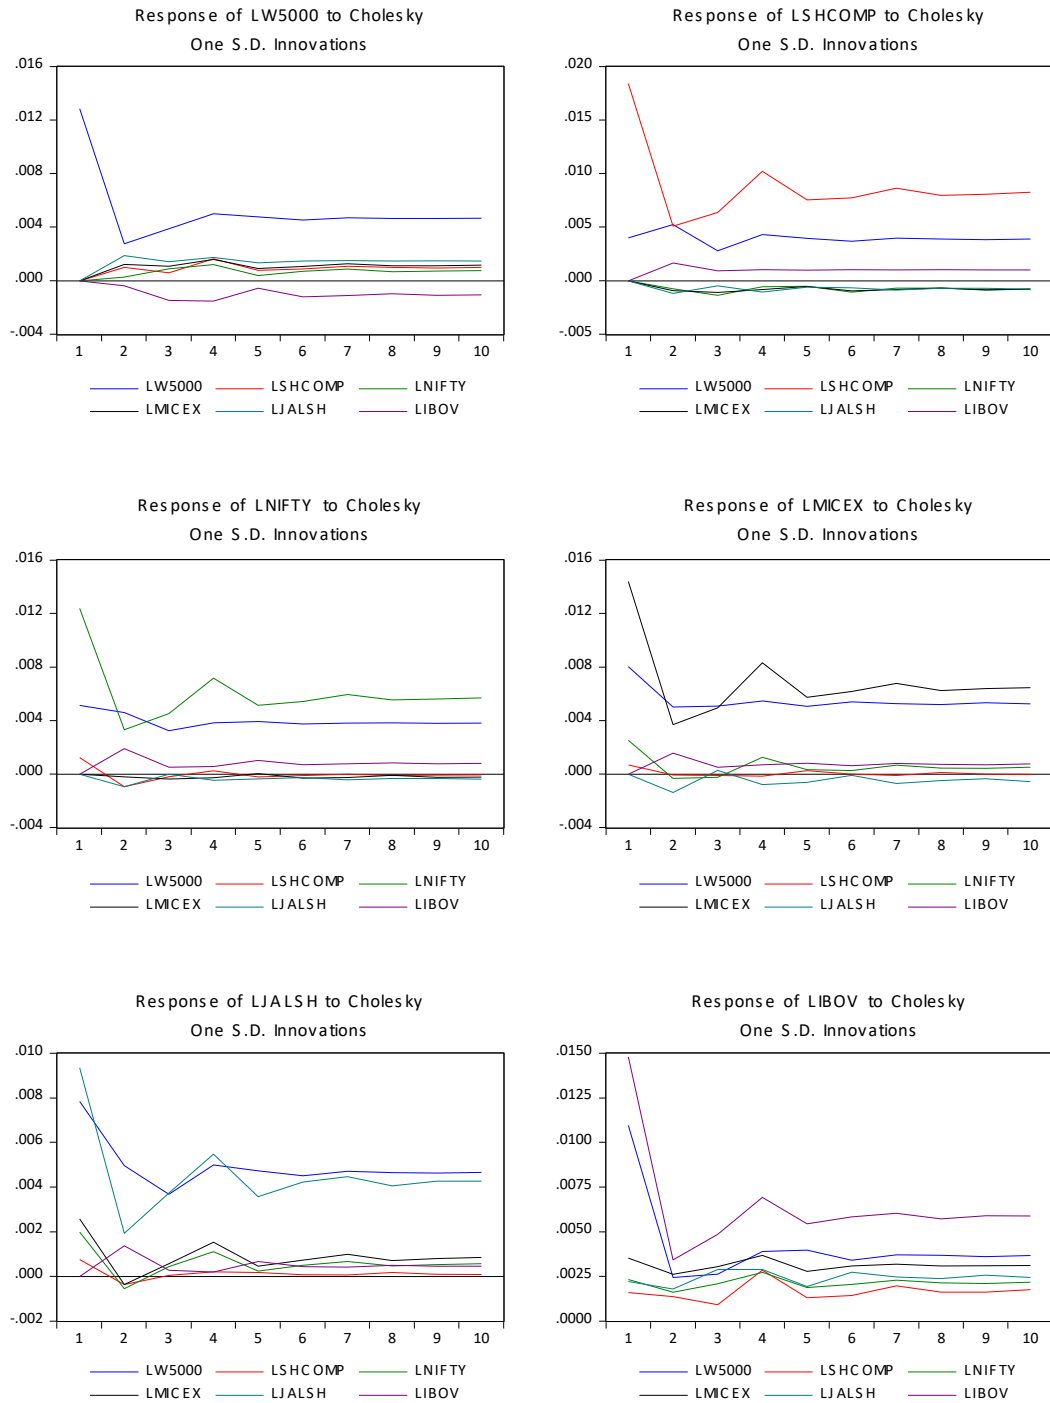 Response of LW5000 to Cholesky
One S.D. Innovations
.016
.012
.008
.004
.000
-.004
1 2 3 4 5 6 7 8 9 10
LW5000 LSHCOMP LNIFTY
LMICEX LJALSH LIBOV
Response of LSHCOMP to Cholesky
One S.D. Innovations
.020
.015
.010
.005
.000
-.005
1 2 3 4 5 6 7 8 9 10
LW5000 LSHCOMP LNIFTY
LMICEX LJALSH LIBOV
Response of LNIFTY to Cholesky
One S.D. Innovations
.016
.012
.008
.004
.000
-.004
1 2 3 4 5 6 7 8 9 10
LW5000 LSHCOMP LNIFTY
LMICEX LJALSH LIBOV
Response of LMICEX to Cholesky
One S.D. Innovations
.016
.012
.008
.004
.000
-.004
1 2 3 4 5 6 7 8 9 10
LW5000 LSHCOMP LNIFTY
LMICEX LJALSH LIBOV
Response of LJALSH to Cholesky
One S.D. Innovations
.010
.008
.006
.004
.002
.000
-.002
1 2 3 4 5 6 7 8 9 10
LW5000 LSHCOMP LNIFTY
LMICEX LJALSH LIBOV
Response of LIBOV to Cholesky
One S.D. Innovations
.0150
.0125
.0100
.0075
.0050
.0025
.0000
1 2 3 4 5 6 7 8 9 10
LW5000 LSHCOMP LNIFTY
LMICEX LJALSH LIBOV